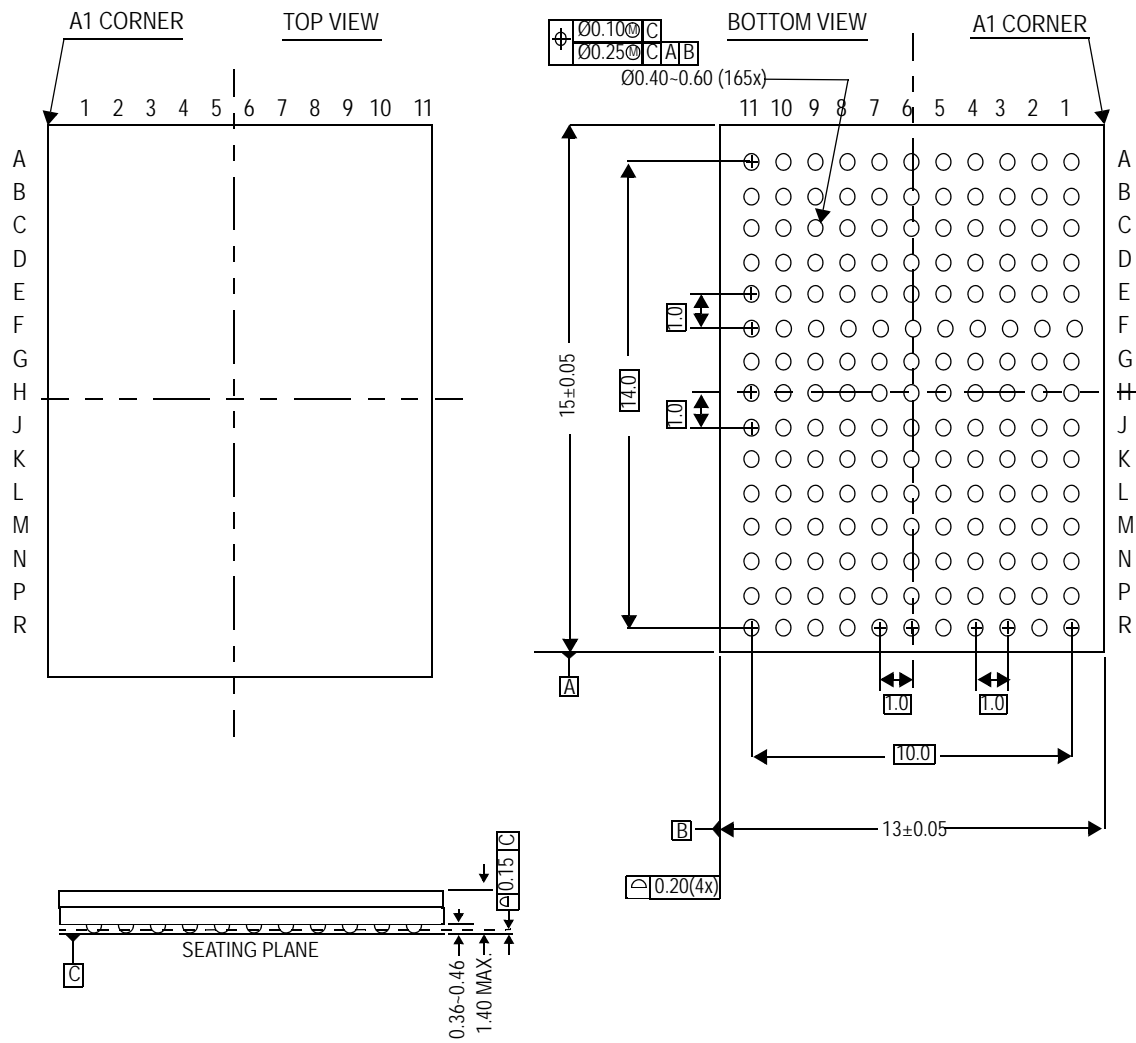 A1 CORNER
TOP VIEW
BOTTOM VIEW
A1 CORNER
Ø0.10Ⓜ C
Ø0.25Ⓜ C A B
Ø0.40~0.60 (165x)
1 2 3 4 5 6 7 8 9 10 11
11 10 9 8 7 6 5 4 3 2 1
A
B
C
D
E
F
G
H
J
K
L
M
N
P
R
15±0.05
14.0
1.0
1.0
A
B
C
D
E
F
G
H
J
K
L
M
N
P
R
A
1.0
1.0
10.0
B
13±0.05
0.20(4x)
0.15 C
SEATING PLANE
C
0.36~0.46
1.40 MAX.